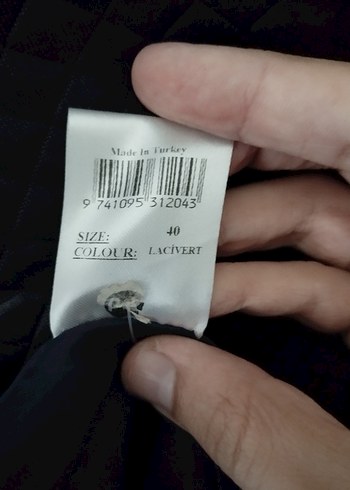 Made in Turkey
9 741095 312043
SIZE: 40
COLOUR: LACİVERT